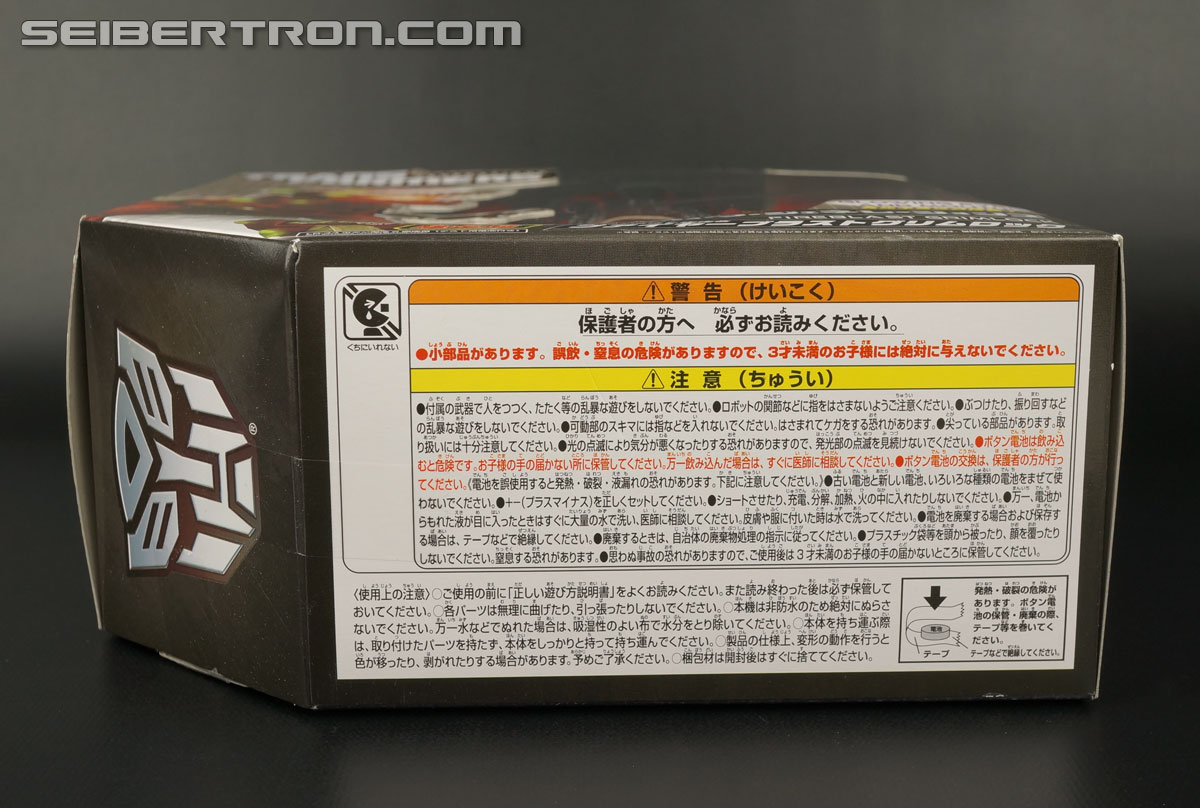 SEIBERTRON.com
®
くちにいれない
⚠警告（けいこく）
保護者の方へ 必ずお読みください。
●小部品があります。誤飲・窒息の危険がありますので、3才未満のお子様には絶対に与えないでください。
⚠注意（ちゅうい）
●付属の武器で人をつつく、たたく等の乱暴な遊びをしないでください。●ロボットの関節などに指をはさまないようご注意ください。●ぶつけたり、振り回すなど
の乱暴な遊びをしないでください。●可動部のスキマには指などを入れないでください。はさまれてケガをする恐れがあります。●尖っている部品があります。取
り扱いには十分注意してください。●光の点滅により気分が悪くなったりする恐れがありますので、発光部の点滅を見続けないでください。●ボタン電池は飲み込
むと危険です。お子様の手の届かない所に保管してください。万一飲み込んだ場合は、すぐに医師に相談してください。●ボタン電池の交換は、保護者の方が行っ
てください。《電池を誤使用すると発熱・破裂・液漏れの恐れがあります。下記に注意してください。》●古い電池と新しい電池、いろいろな種類の電池をまぜて使
わないでください。●＋−（プラスマイナス）を正しくセットしてください。●ショートさせたり、充電、分解、加熱、火の中に入れたりしないでください。●万一、電池か
らもれた液が目に入ったときはすぐに大量の水で洗い、医師に相談してください。皮膚や服に付いた時は水で洗ってください。●電池を廃棄する場合および保存す
る場合は、テープなどで絶縁してください。●廃棄するときは、自治体の廃棄物処理の指示に従ってください。●プラスチック袋等を頭から被ったり、顔を覆ったり
しないでください。窒息する恐れがあります。●思わぬ事故の恐れがありますので、ご使用後は3才未満のお子様の手の届かないところに保管してください。
〈使用上の注意〉○ご使用の前に『正しい遊び方説明書』をよくお読みください。また読み終わった後は必ず保管して
おいてください。○各パーツは無理に曲げたり、引っ張ったりしないでください。○本機は非防水のため絶対にぬらさ
ないでください。万一水などでぬれた場合は、吸湿性のよい布で水分をとり除いてください。○本体を持ち運ぶ際
は、取り付けたパーツを持たず、本体をしっかりと持って持ち運んでください。○製品の仕様上、変形の動作を行うと
色が移ったり、剥がれたりする場合があります。予めご了承ください。○梱包材は開封後はすぐに捨ててください。
電池
テープ
発熱・破裂の危険が
あります。ボタン電
池の保管・廃棄の際、
テープ等を巻いてく
ださい。
テープなどで絶縁してください。